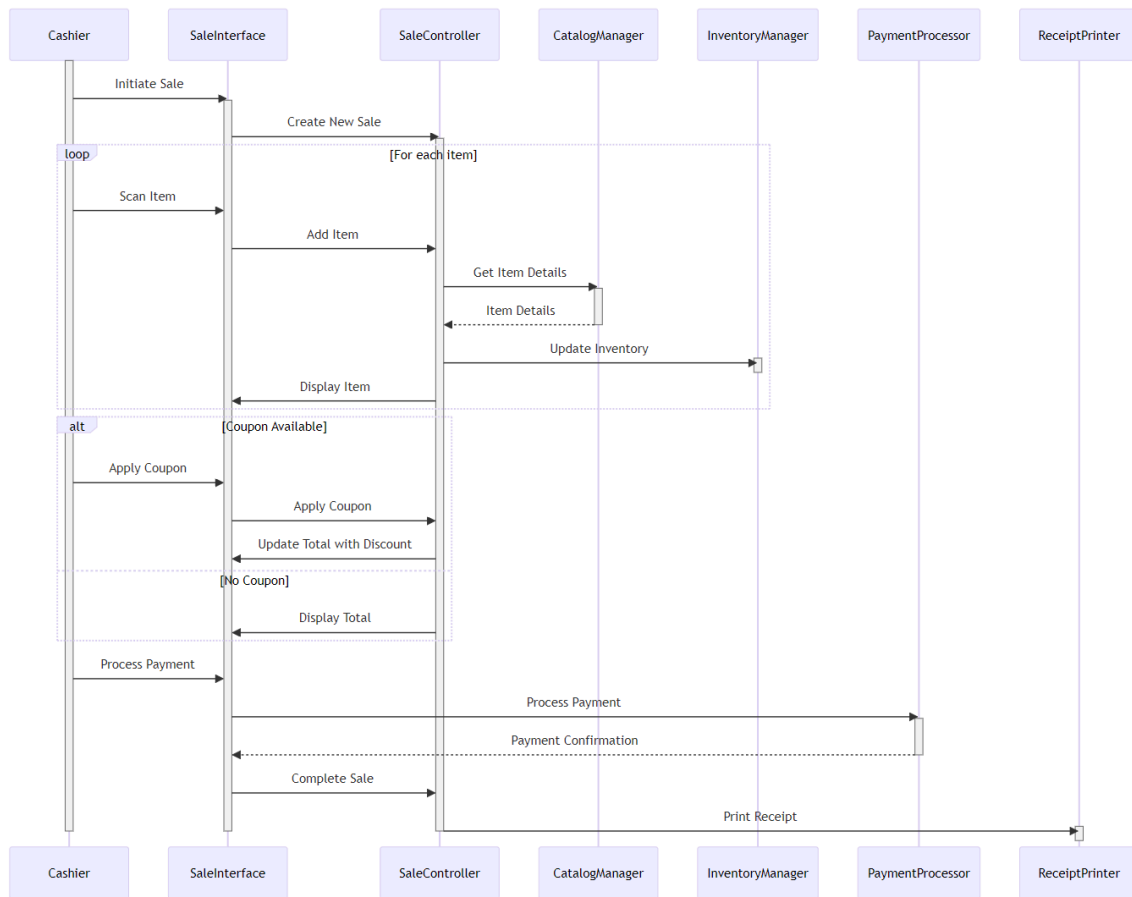 Cashier
SaleInterface
SaleController
CatalogManager
InventoryManager
PaymentProcessor
ReceiptPrinter
Initiate Sale
Create New Sale
loop
[For each item]
Scan Item
Add Item
Get Item Details
Item Details
Update Inventory
Display Item
alt
[Coupon Available]
Apply Coupon
Apply Coupon
Update Total with Discount
[No Coupon]
Display Total
Process Payment
Process Payment
Payment Confirmation
Complete Sale
Print Receipt
Cashier
SaleInterface
SaleController
CatalogManager
InventoryManager
PaymentProcessor
ReceiptPrinter